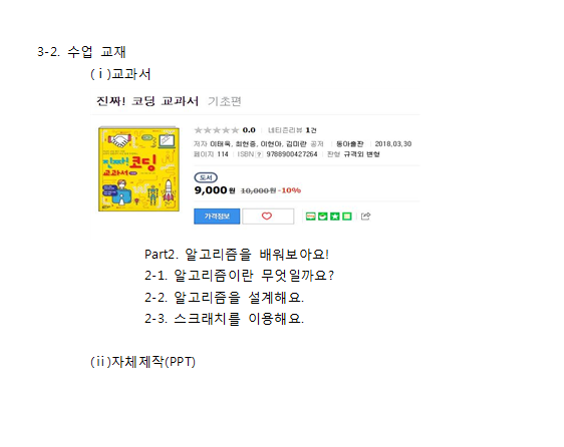 3-2. 수업 교재
(ⅰ)교과서
진짜! 코딩 교과서 기초편
★★★★★ 0.0 | 네티즌리뷰 1건
저자 이태욱, 최현종, 이현아, 김미란 공저 | 동아출판 | 2018.03.30
페이지 114 | ISBN ? 9788900427264 | 판형 규격외 변형
도서
9,000원 10,000원 -10%
가격정보
진짜! 코딩
교과서
Part2. 알고리즘을 배워보아요!
2-1. 알고리즘이란 무엇일까요?
2-2. 알고리즘을 설계해요.
2-3. 스크래치를 이용해요.
(ⅱ)자체제작(PPT)